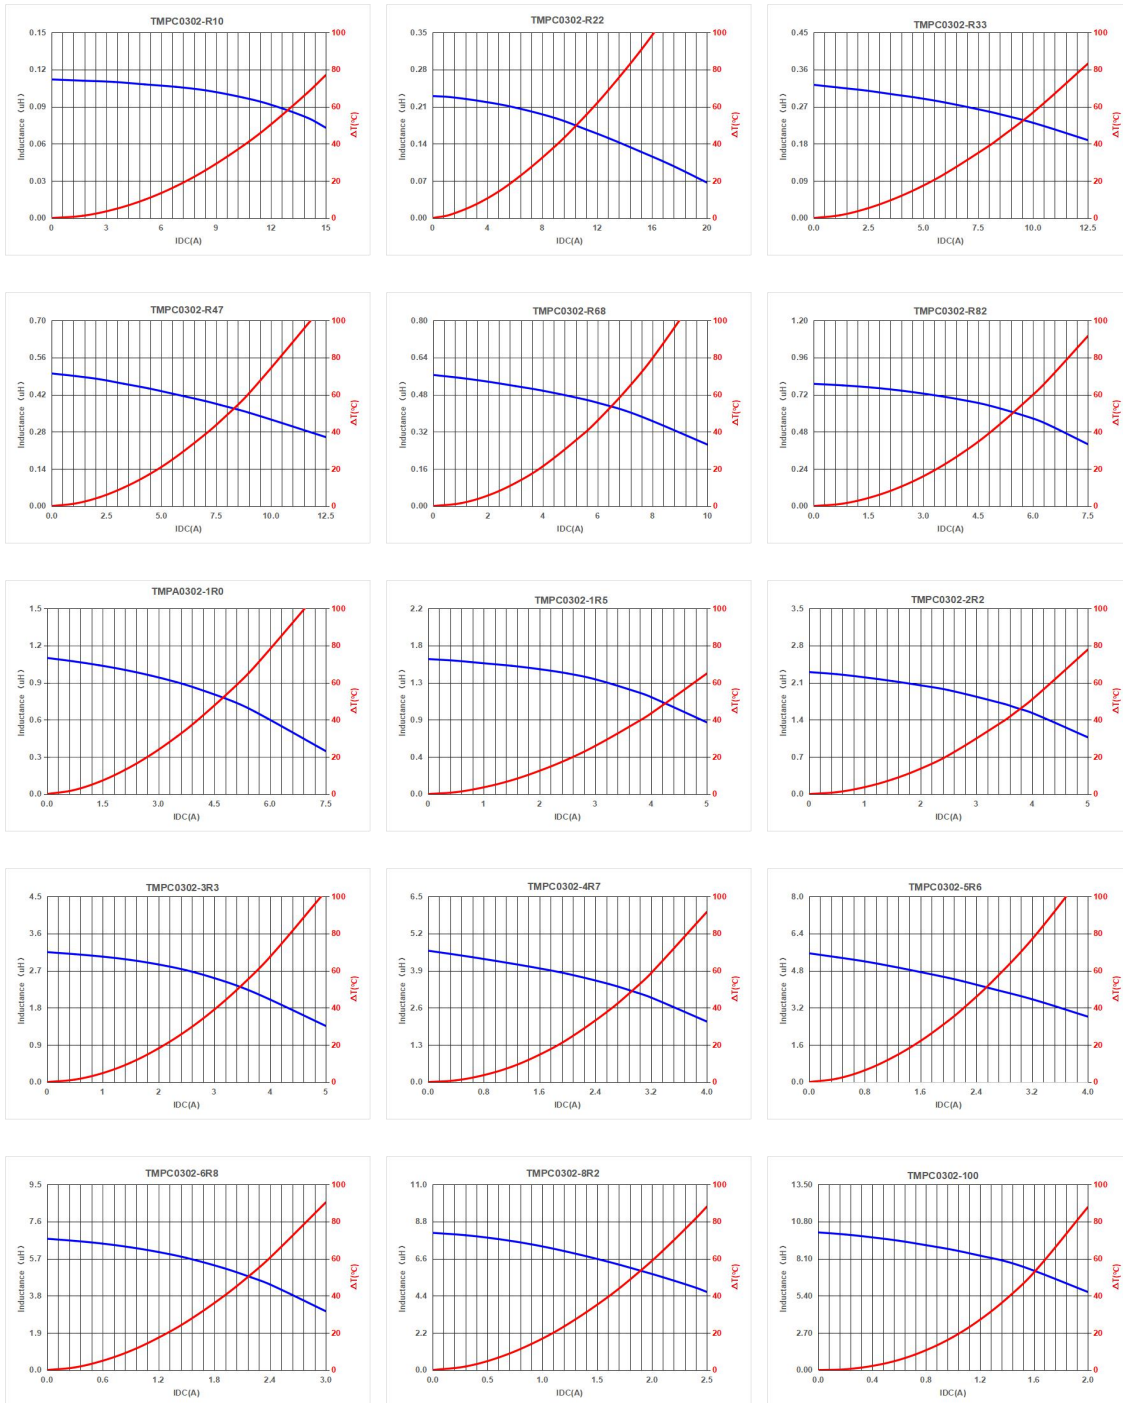 TMPC0302-R10
0.15
0.12
0.09
0.06
0.03
0.00
Inductance (uH)
100
80
60
40
20
0
ΔT(℃)
0 3 6 9 12 15
IDC(A)
TMPC0302-R22
0.35
0.28
0.21
0.14
0.07
0.00
Inductance (uH)
100
80
60
40
20
0
ΔT(℃)
0 4 8 12 16 20
IDC(A)
TMPC0302-R33
0.45
0.36
0.27
0.18
0.09
0.00
Inductance (uH)
100
80
60
40
20
0
ΔT(℃)
0.0 2.5 5.0 7.5 10.0 12.5
IDC(A)
TMPC0302-R47
0.70
0.56
0.42
0.28
0.14
0.00
Inductance (uH)
100
80
60
40
20
0
ΔT(℃)
0.0 2.5 5.0 7.5 10.0 12.5
IDC(A)
TMPC0302-R68
0.80
0.64
0.48
0.32
0.16
0.00
Inductance (uH)
100
80
60
40
20
0
ΔT(℃)
0 2 4 6 8 10
IDC(A)
TMPC0302-R82
1.20
0.96
0.72
0.48
0.24
0.00
Inductance (uH)
100
80
60
40
20
0
ΔT(℃)
0.0 1.5 3.0 4.5 6.0 7.5
IDC(A)
TMPA0302-1R0
1.5
1.2
0.9
0.6
0.3
0.0
Inductance (uH)
100
80
60
40
20
0
ΔT(℃)
0.0 1.5 3.0 4.5 6.0 7.5
IDC(A)
TMPC0302-1R5
2.2
1.8
1.3
0.9
0.4
0.0
Inductance (uH)
100
80
60
40
20
0
ΔT(℃)
0 1 2 3 4 5
IDC(A)
TMPC0302-2R2
3.5
2.8
2.1
1.4
0.7
0.0
Inductance (uH)
100
80
60
40
20
0
ΔT(℃)
0 1 2 3 4 5
IDC(A)
TMPC0302-3R3
4.5
3.6
2.7
1.8
0.9
0.0
Inductance (uH)
100
80
60
40
20
0
ΔT(℃)
0 1 2 3 4 5
IDC(A)
TMPC0302-4R7
6.5
5.2
3.9
2.6
1.3
0.0
Inductance (uH)
100
80
60
40
20
0
ΔT(℃)
0.0 0.8 1.6 2.4 3.2 4.0
IDC(A)
TMPC0302-5R6
8.0
6.4
4.8
3.2
1.6
0.0
Inductance (uH)
100
80
60
40
20
0
ΔT(℃)
0.0 0.8 1.6 2.4 3.2 4.0
IDC(A)
TMPC0302-6R8
9.5
7.6
5.7
3.8
1.9
0.0
Inductance (uH)
100
80
60
40
20
0
ΔT(℃)
0.0 0.6 1.2 1.8 2.4 3.0
IDC(A)
TMPC0302-8R2
11.0
8.8
6.6
4.4
2.2
0.0
Inductance (uH)
100
80
60
40
20
0
ΔT(℃)
0.0 0.5 1.0 1.5 2.0 2.5
IDC(A)
TMPC0302-100
13.50
10.80
8.10
5.40
2.70
0.00
Inductance (uH)
100
80
60
40
20
0
ΔT(℃)
0.0 0.4 0.8 1.2 1.6 2.0
IDC(A)